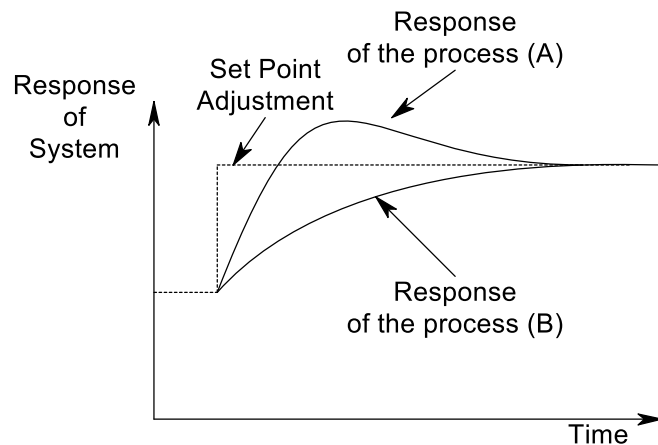 Response
of the process (A)
Set Point
Adjustment
Response
of
System
Response
of the process (B)
Time